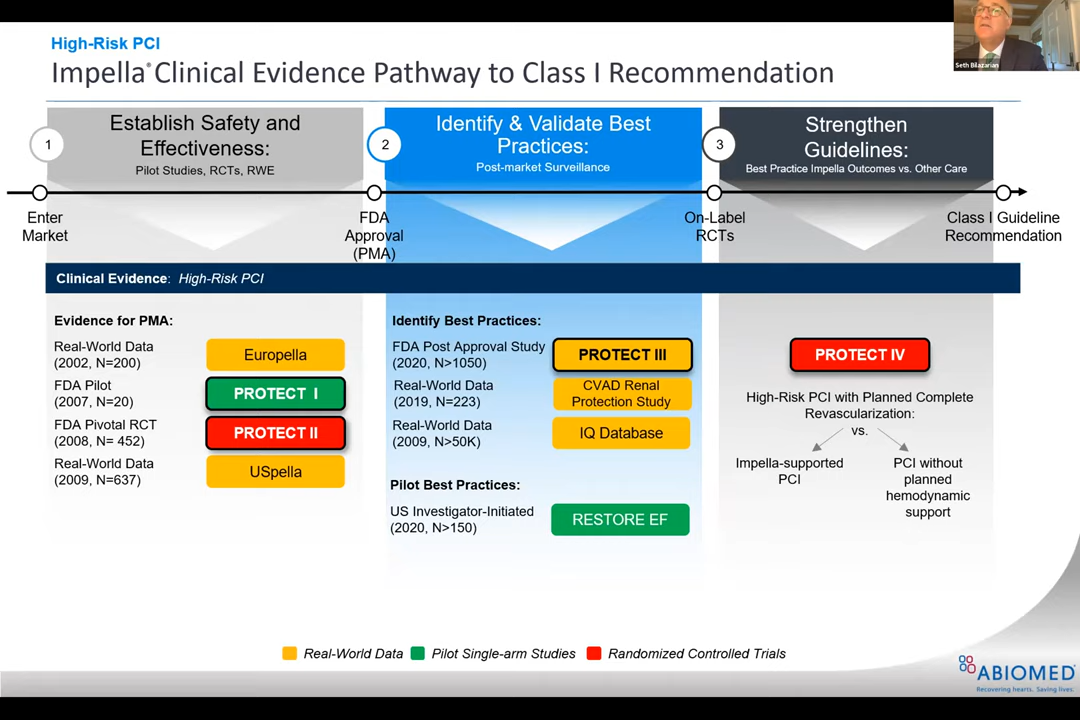 High-Risk PCI
Impella® Clinical Evidence Pathway to Class I Recommendation
Seth Bilazarian
1
Establish Safety and
Effectiveness:
Pilot Studies, RCTs, RWE
2
Identify & Validate Best
Practices:
Post-market Surveillance
3
Strengthen
Guidelines:
Best Practice Impella Outcomes vs. Other Care
Enter
Market
FDA
Approval
(PMA)
On-Label
RCTs
Class I Guideline
Recommendation
Clinical Evidence: High-Risk PCI
Evidence for PMA:
Real-World Data
(2002, N=200)
Europella
FDA Pilot
(2007, N=20)
PROTECT I
FDA Pivotal RCT
(2008, N= 452)
PROTECT II
Real-World Data
(2009, N=637)
USpella
Identify Best Practices:
FDA Post Approval Study
(2020, N>1050)
PROTECT III
Real-World Data
(2019, N=223)
CVAD Renal
Protection Study
Real-World Data
(2009, N>50K)
IQ Database
Pilot Best Practices:
US Investigator-Initiated
(2020, N>150)
RESTORE EF
PROTECT IV
High-Risk PCI with Planned Complete
Revascularization:
vs.
Impella-supported
PCI
PCI without
planned
hemodynamic
support
Real-World Data
Pilot Single-arm Studies
Randomized Controlled Trials
ABIOMED®
Recovering hearts. Saving lives.